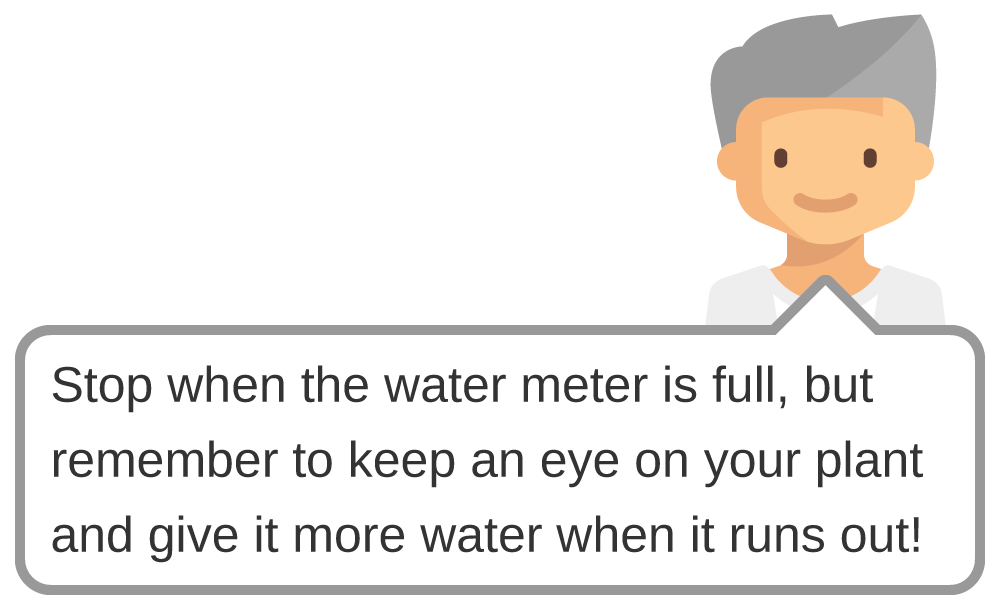 Stop when the water meter is full, but
remember to keep an eye on your plant
and give it more water when it runs out!